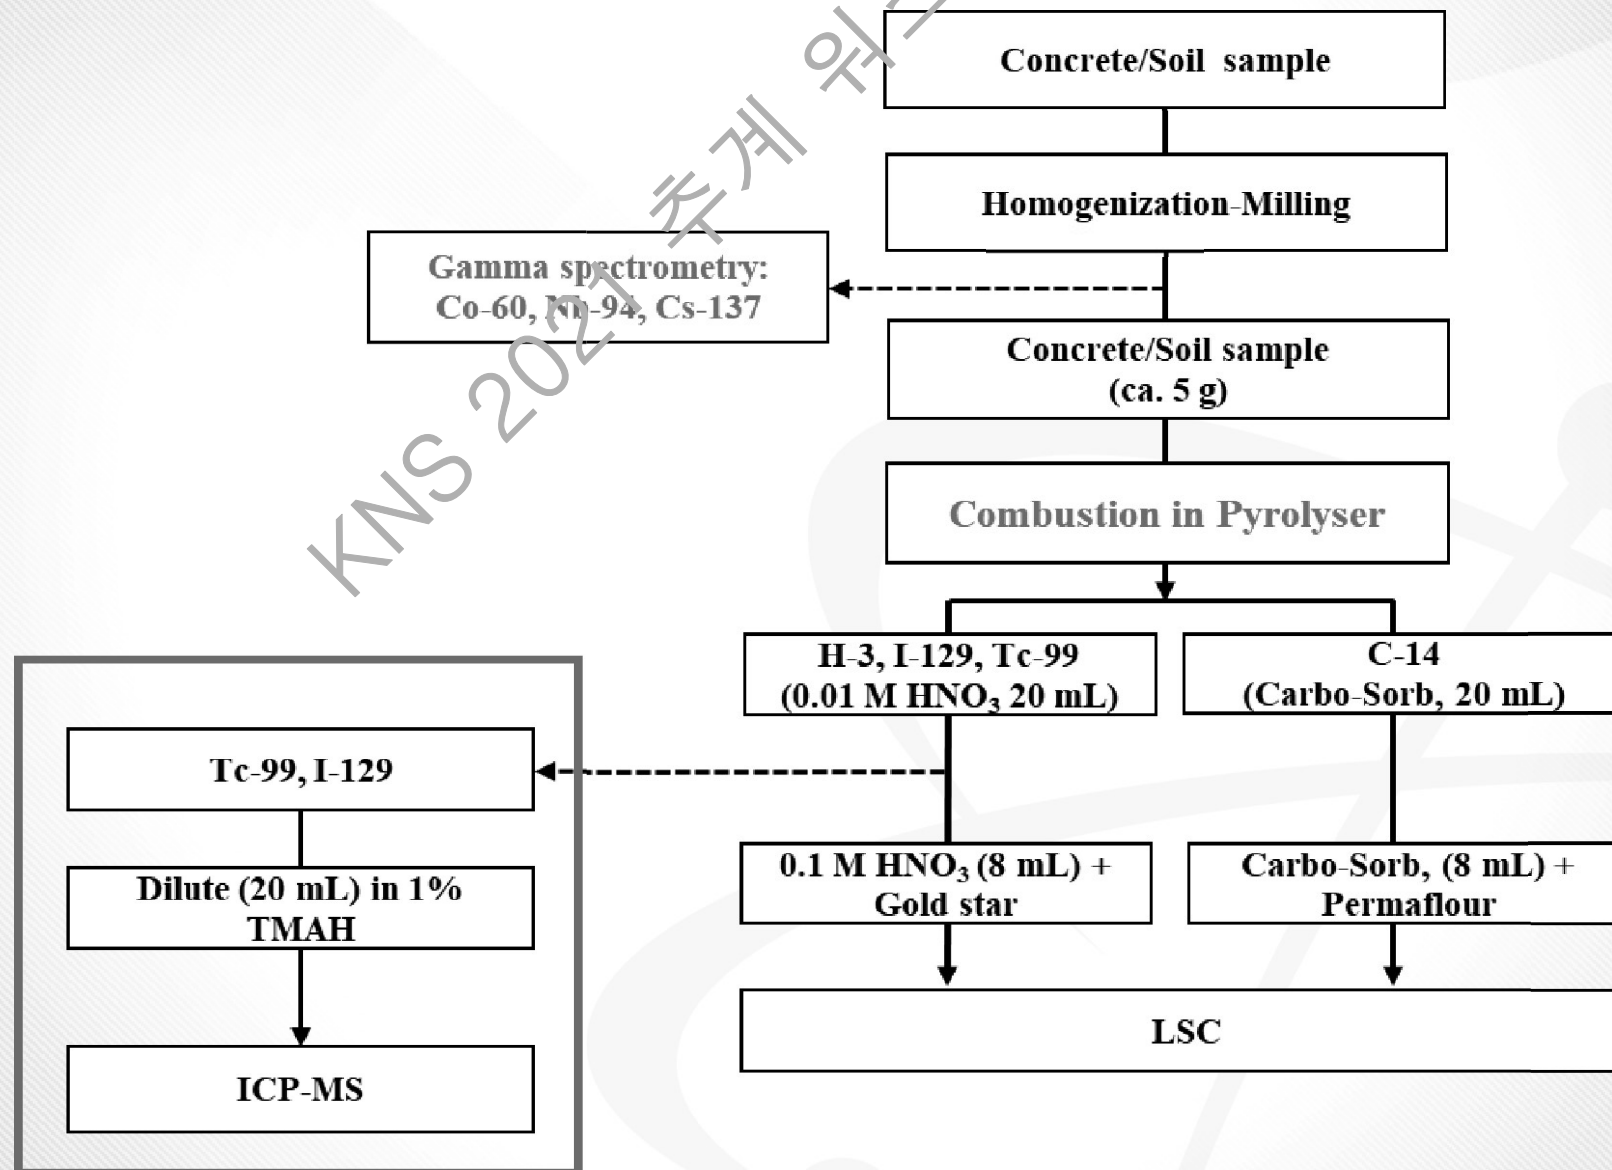 Concrete/Soil sample
Homogenization-Milling
Gamma spectrometry:
Co-60, Nb-94, Cs-137
Concrete/Soil sample
(ca. 5 g)
Combustion in Pyrolyser
H-3, I-129, Tc-99
(0.01 M HNO₃ 20 mL)
C-14
(Carbo-Sorb, 20 mL)
Tc-99, I-129
Dilute (20 mL) in 1%
TMAH
ICP-MS
0.1 M HNO₃ (8 mL) +
Gold star
Carbo-Sorb, (8 mL) +
Permaflour
LSC
KNS 2021 추계